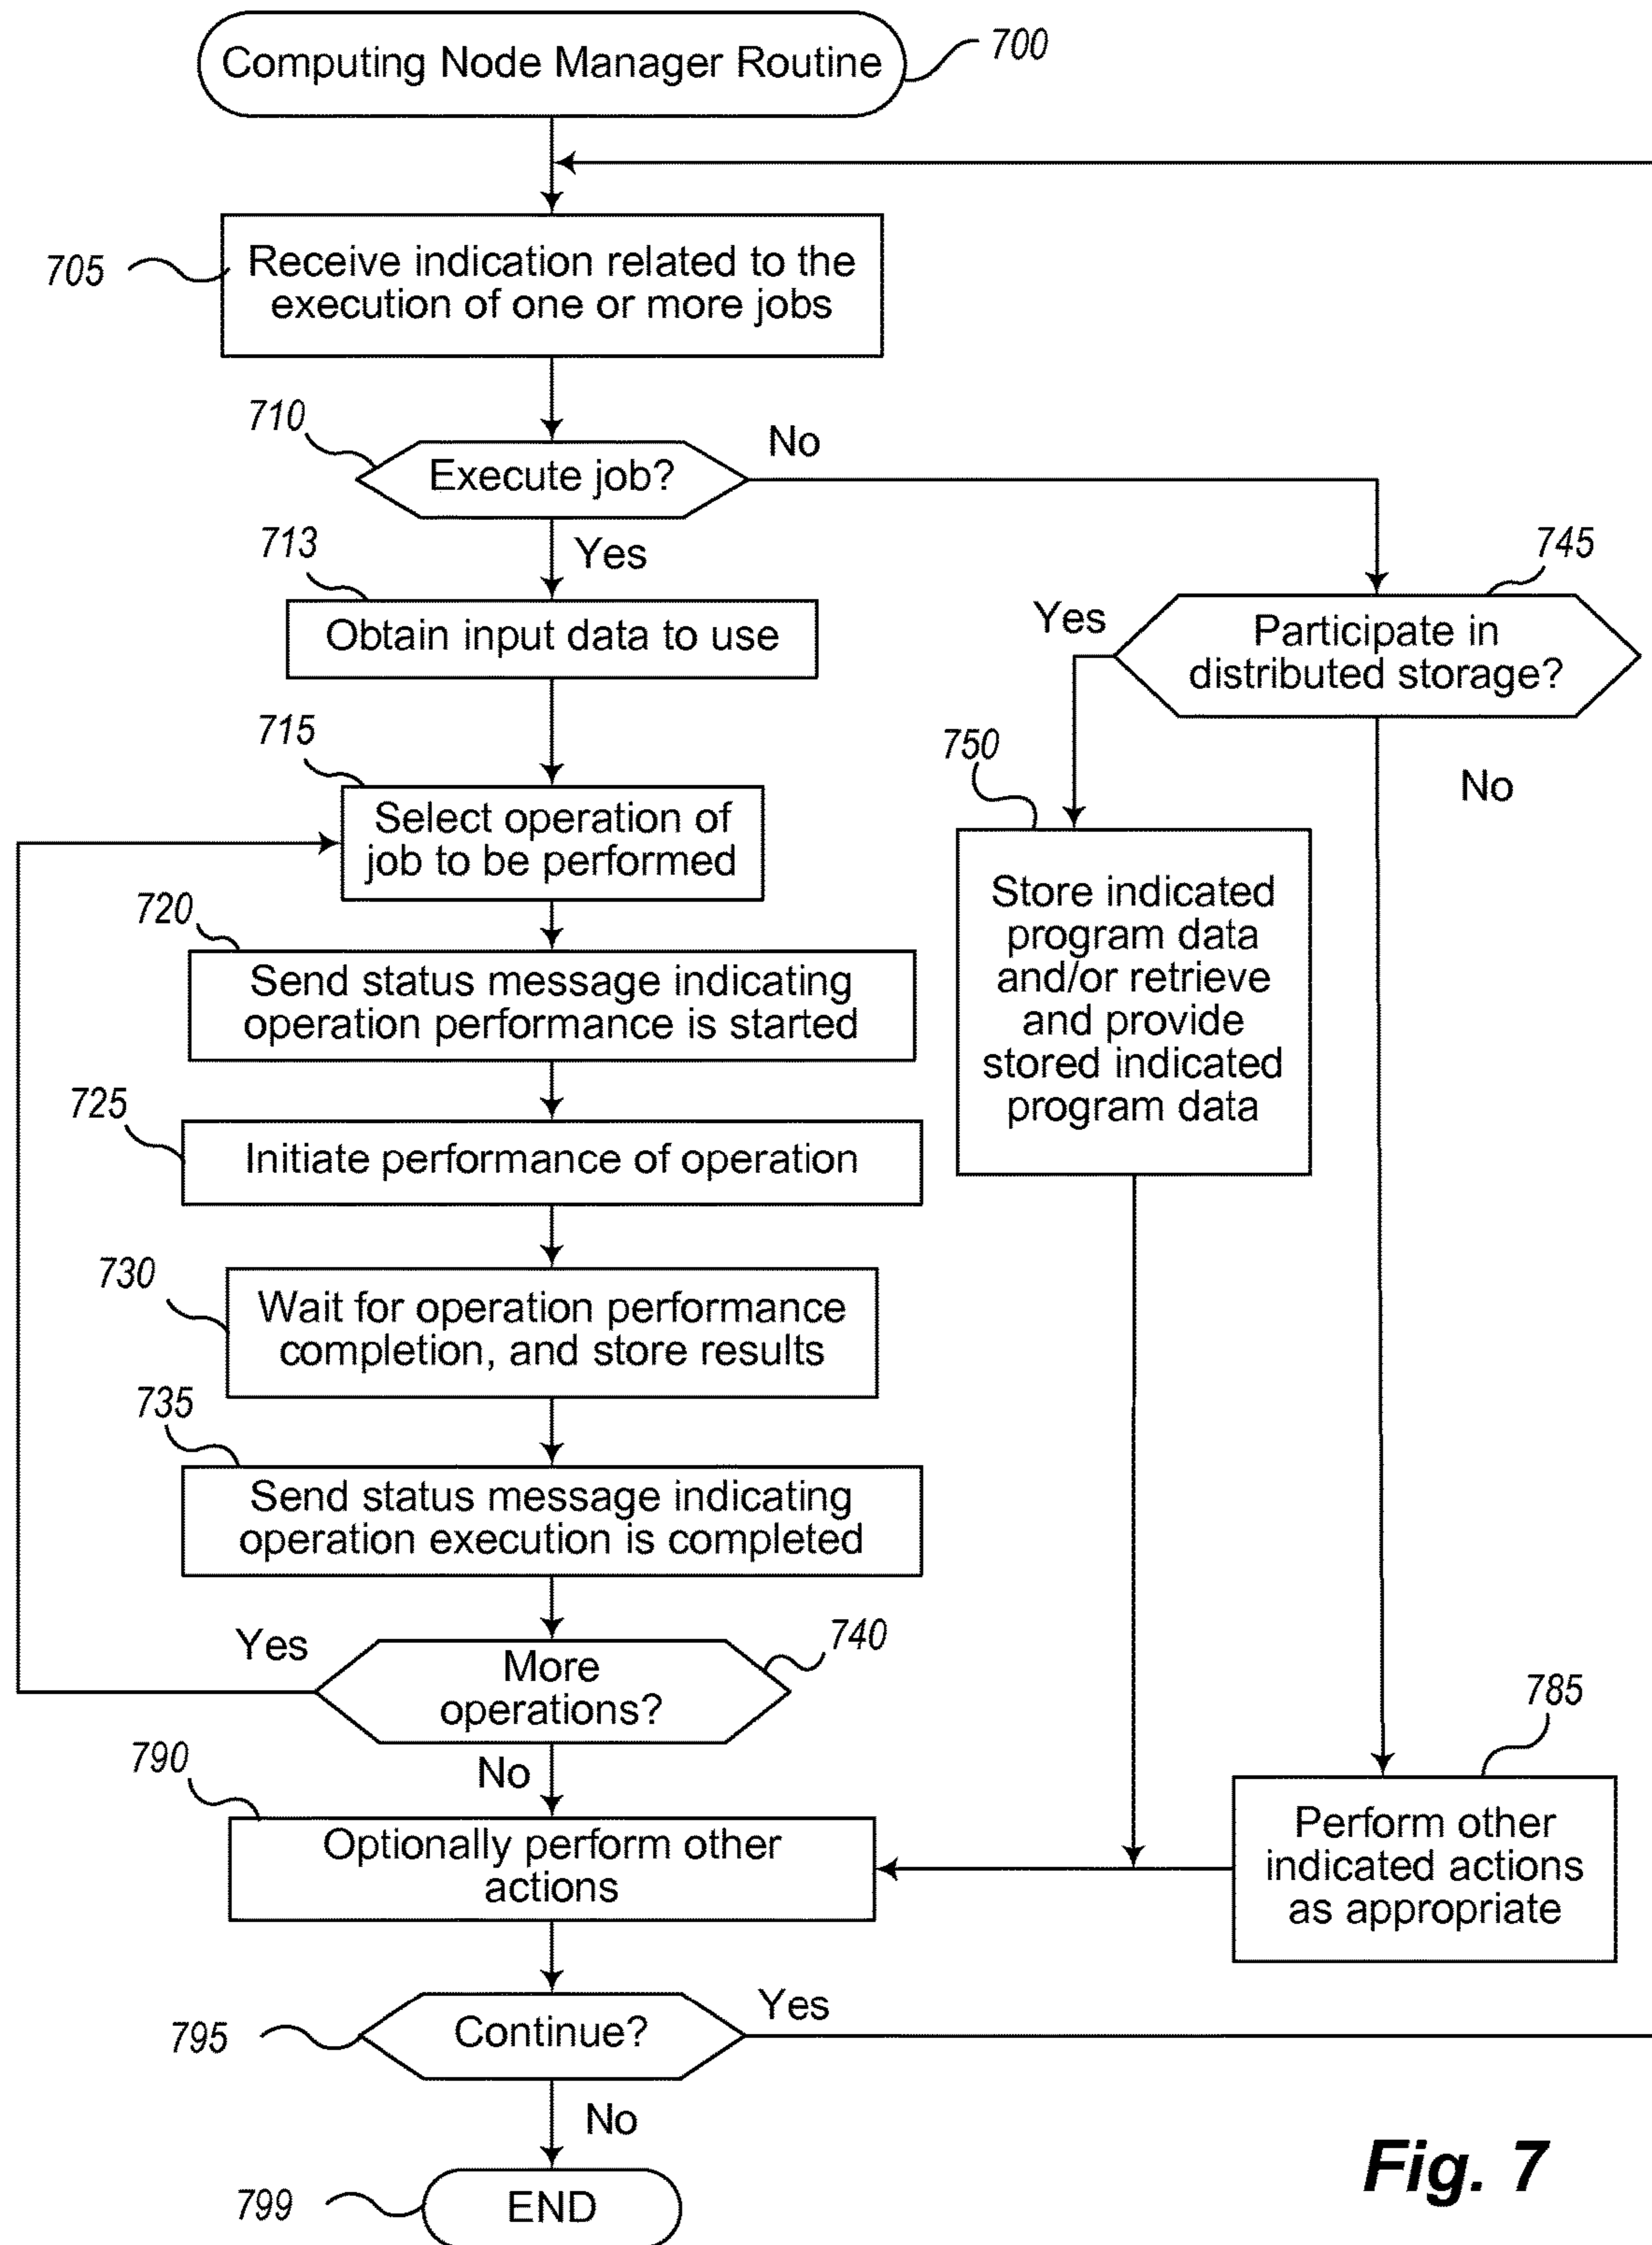 Computing Node Manager Routine
700
705
Receive indication related to the
execution of one or more jobs
710
Execute job?
No
Yes
713
Obtain input data to use
745
Yes
Participate in
distributed storage?
No
715
Select operation of
job to be performed
750
Store indicated
program data
and/or retrieve
and provide
stored indicated
program data
720
Send status message indicating
operation performance is started
725
Initiate performance of operation
730
Wait for operation performance
completion, and store results
735
Send status message indicating
operation execution is completed
Yes
More
operations?
740
No
785
Perform other
indicated actions
as appropriate
790
Optionally perform other
actions
795
Continue?
Yes
No
799
END
Fig. 7